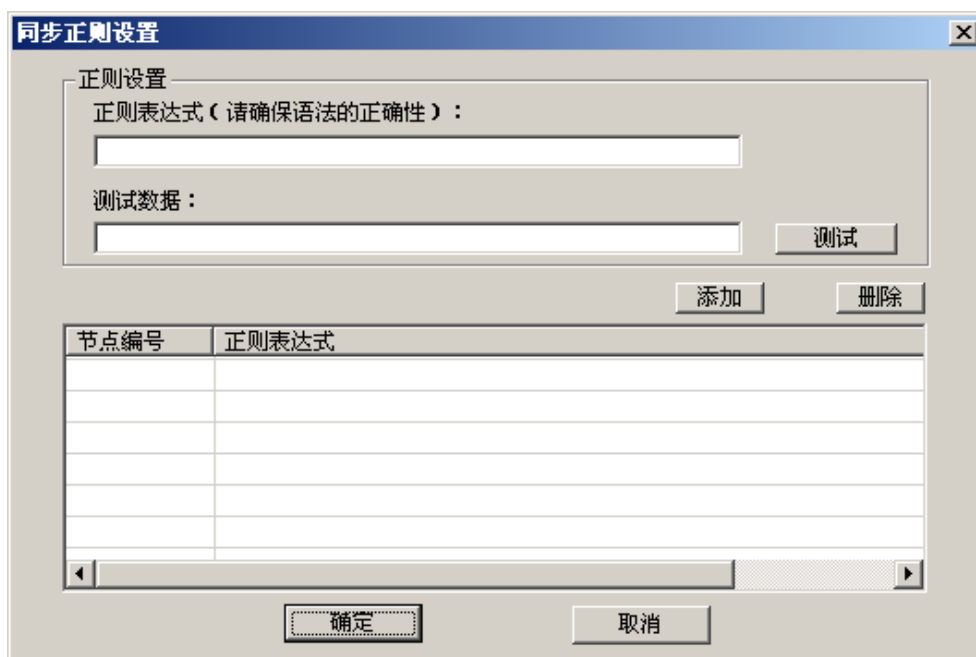 同步正则设置
正则设置
正则表达式（请确保语法的正确性）：
测试数据：
测试
添加 删除
节点编号 正则表达式
确定 取消